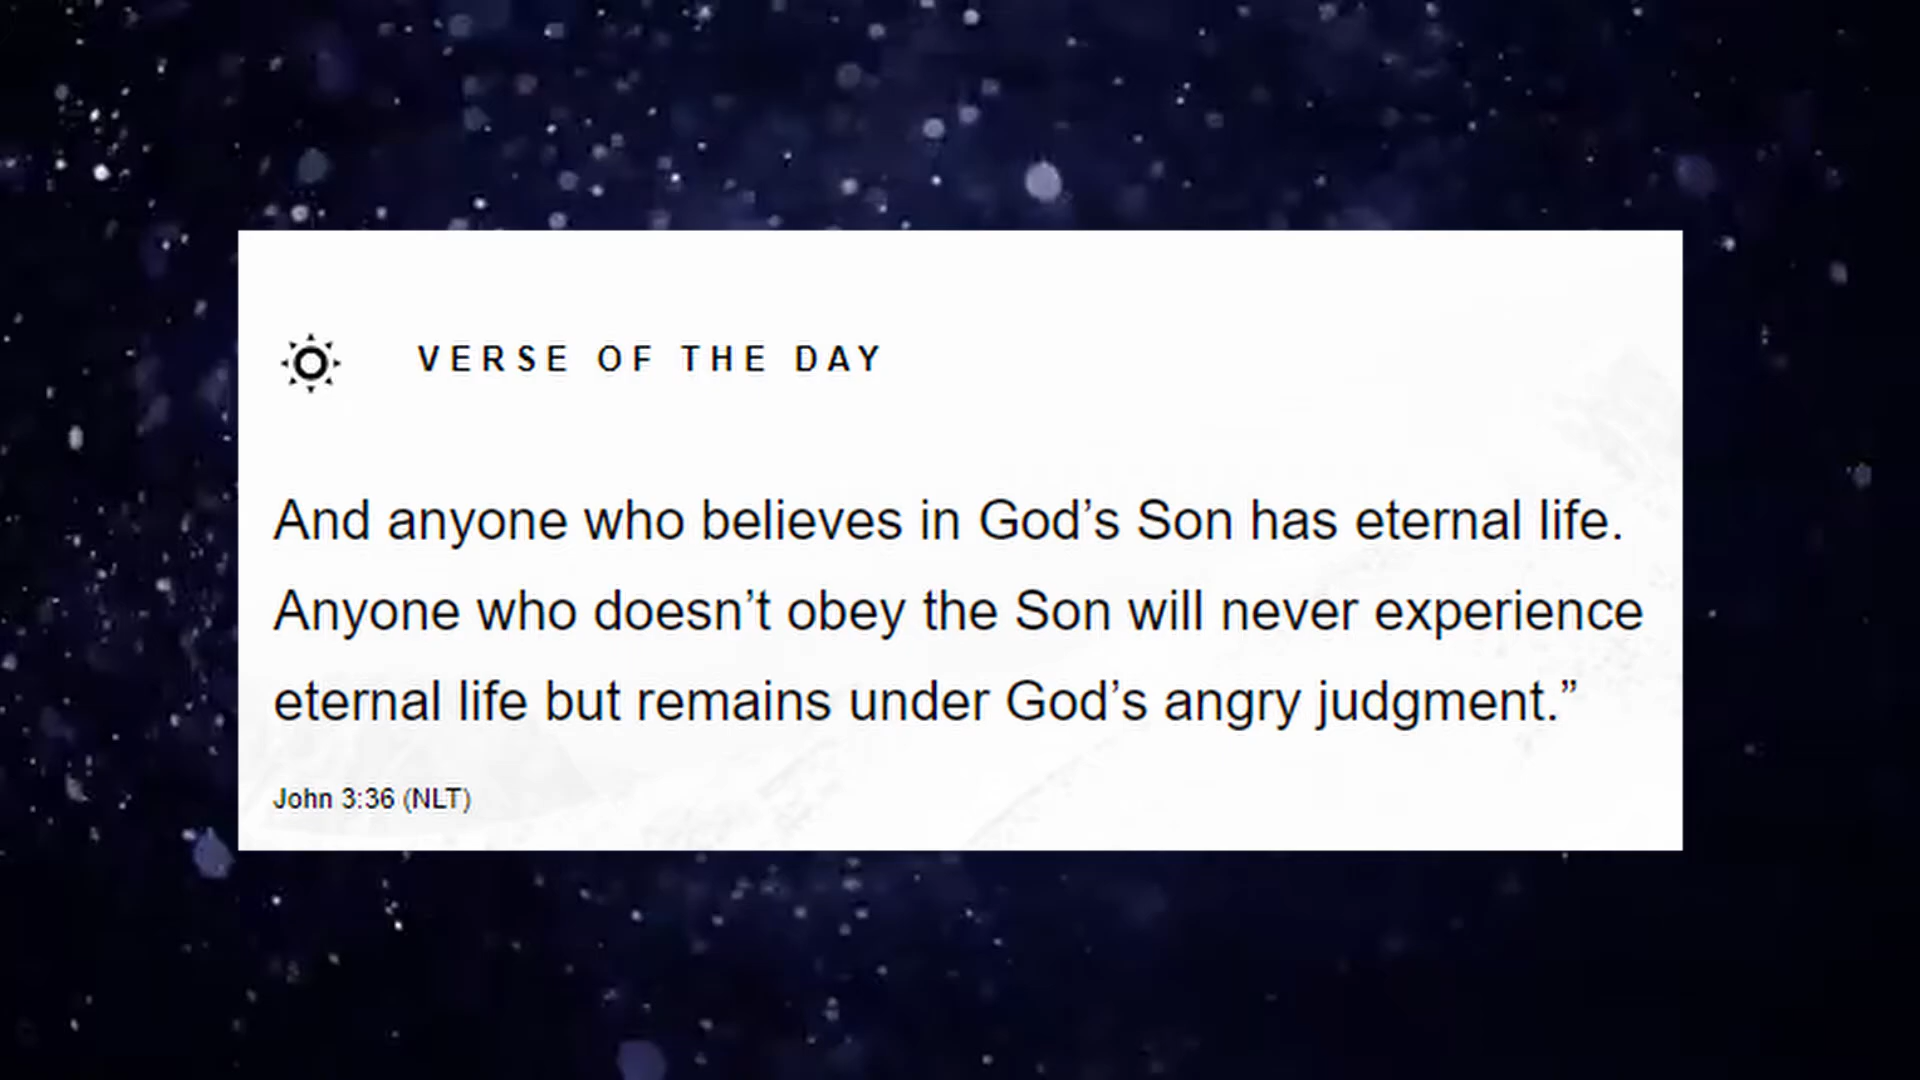 VERSE OF THE DAY
And anyone who believes in God’s Son has eternal life.
Anyone who doesn’t obey the Son will never experience
eternal life but remains under God’s angry judgment.”
John 3:36 (NLT)